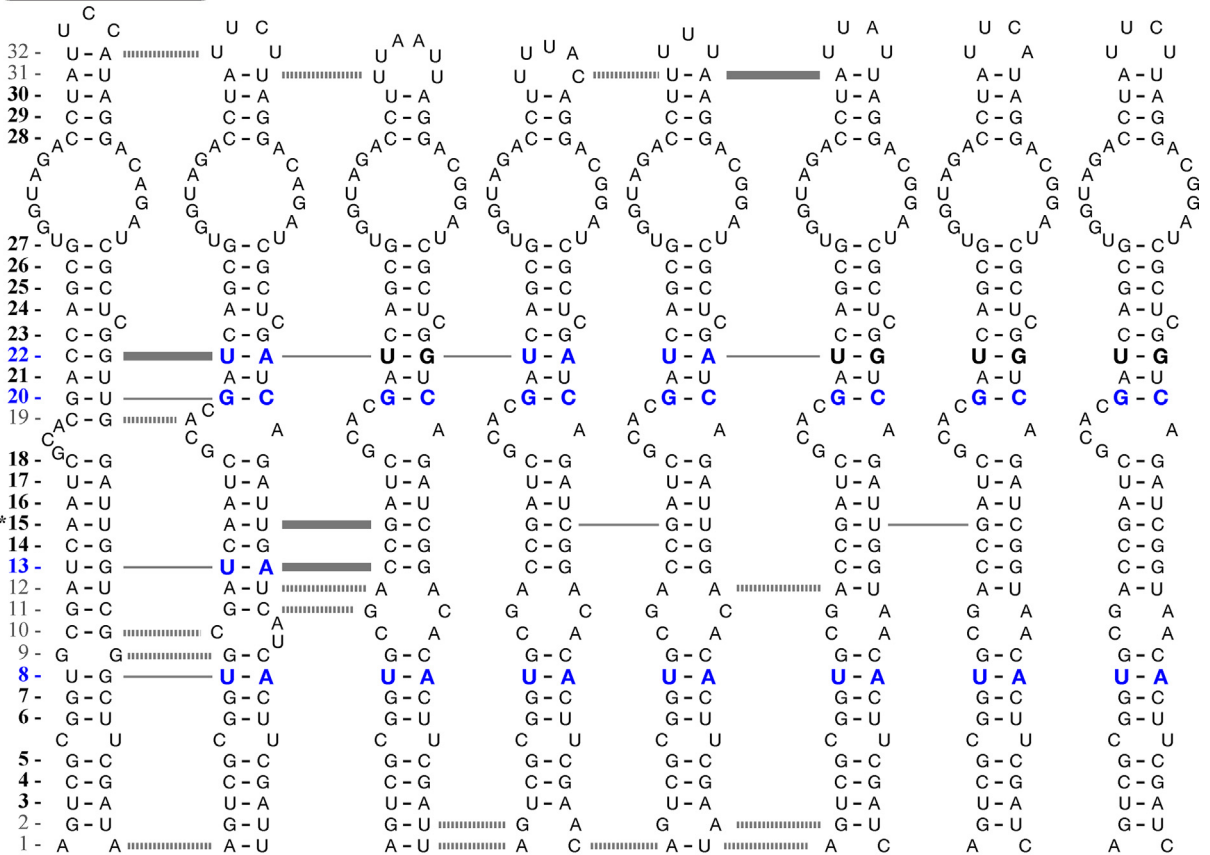 C
U C U C A A U U A U C U C
32 - U - A U U U U U U A U U U U U A U U
31 - A - U A - U U U U C U - A A - U A - U A - U
30 - U - A U - A U - A U - A U - A U - A U - A U - A
29 - C - G C - G C - G C - G C - G C - G C - G C - G
28 - C - G C - G C - G C - G C - G C - G C - G C - G
A A A A A A A A A A A A A A A A
G C G C G C G C G C G C G C G C
A A A A A G A G A G A G A G A G
U G U G U G U G U G U G U G U G
G A G A G A G A G A G A G A G A
G U G U G U G U G U G U G U G U
27 - U G - C U G - C U G - C U G - C U G - C U G - C U G - C U G - C
26 - C - G C - G C - G C - G C - G C - G C - G C - G
25 - G - C G - C G - C G - C G - C G - C G - C G - C
24 - A - U A - U A - U A - U A - U A - U A - U A - U
C C C C C C C C
23 - C - G C - G C - G C - G C - G C - G C - G C - G
22 - C - G U - A U - G U - A U - A U - G U - G U - G
21 - A - U A - U A - U A - U A - U A - U A - U A - U
20 - G - U G - C G - C G - C G - C G - C G - C G - C
19 - A C - G A C C C C C C C
C C A A A A A A A A A A A A A
G G C G C G C G C G C G C G
18 - C - G C - G C - G C - G C - G C - G C - G C - G
17 - U - A U - A U - A U - A U - A U - A U - A U - A
16 - A - U A - U A - U A - U A - U A - U A - U A - U
*15 - A - U A - U G - C G - C G - U G - U G - C G - C
14 - C - G C - G C - G C - G C - G C - G C - G C - G
13 - U - G U - A C - G C - G C - G C - G C - G C - G
12 - A - U A - U A A A A A A A - U A - U A - U
11 - G - C G - C G C G C G C G A G A G A
10 - C - G C A U C A C A C A C A C A C A
9 - G G G - C G - C G - C G - C G - C G - C G - C
8 - U - G U - A U - A U - A U - A U - A U - A U - A
7 - G - C G - C G - C G - C G - C G - C G - C G - C
6 - G - U G - U G - U G - U G - U G - U G - U G - U
C U C U C U C U C U C U C U C U
5 - G - C G - C G - C G - C G - C G - C G - C G - C
4 - C - G C - G C - G C - G C - G C - G C - G C - G
3 - U - A U - A U - A U - A U - A U - A U - A U - A
2 - G - U G - U G - U G A G A G - U G - U G - U
1 - A A A - U A - U A C A - U A C A C A C